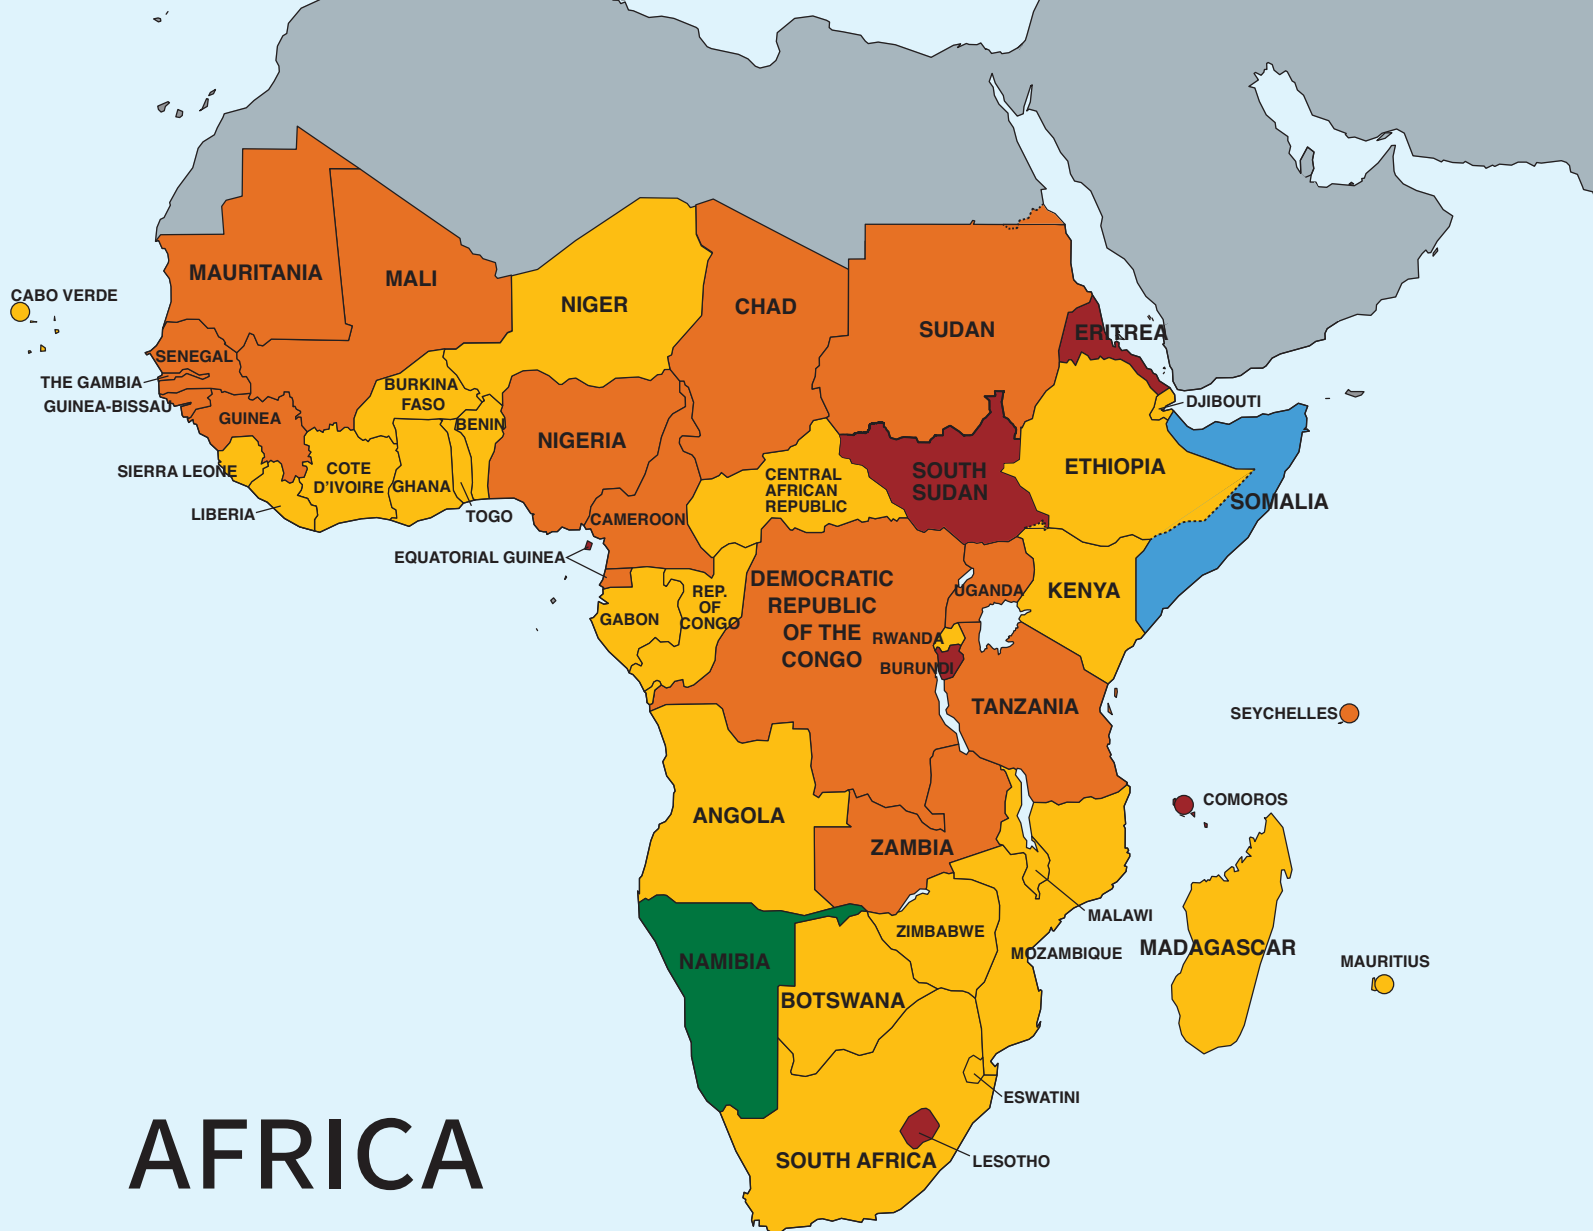 CABO VERDE
MAURITANIA
MALI
NIGER
CHAD
SUDAN
ERITREA
SENEGAL
THE GAMBIA
GUINEA-BISSAU
GUINEA
BURKINA
FASO
BENIN
NIGERIA
DJIBOUTI
SIERRA LEONE
COTE
D'IVOIRE
GHANA
CENTRAL
AFRICAN
REPUBLIC
SOUTH
SUDAN
ETHIOPIA
SOMALIA
LIBERIA
TOGO
CAMEROON
EQUATORIAL GUINEA
GABON
REP.
OF
CONGO
DEMOCRATIC
REPUBLIC
OF THE
CONGO
UGANDA
KENYA
RWANDA
BURUNDI
TANZANIA
SEYCHELLES
COMOROS
ANGOLA
ZAMBIA
MALAWI
NAMIBIA
ZIMBABWE
MOZAMBIQUE
MADAGASCAR
MAURITIUS
BOTSWANA
ESWATINI
SOUTH AFRICA
LESOTHO
AFRICA